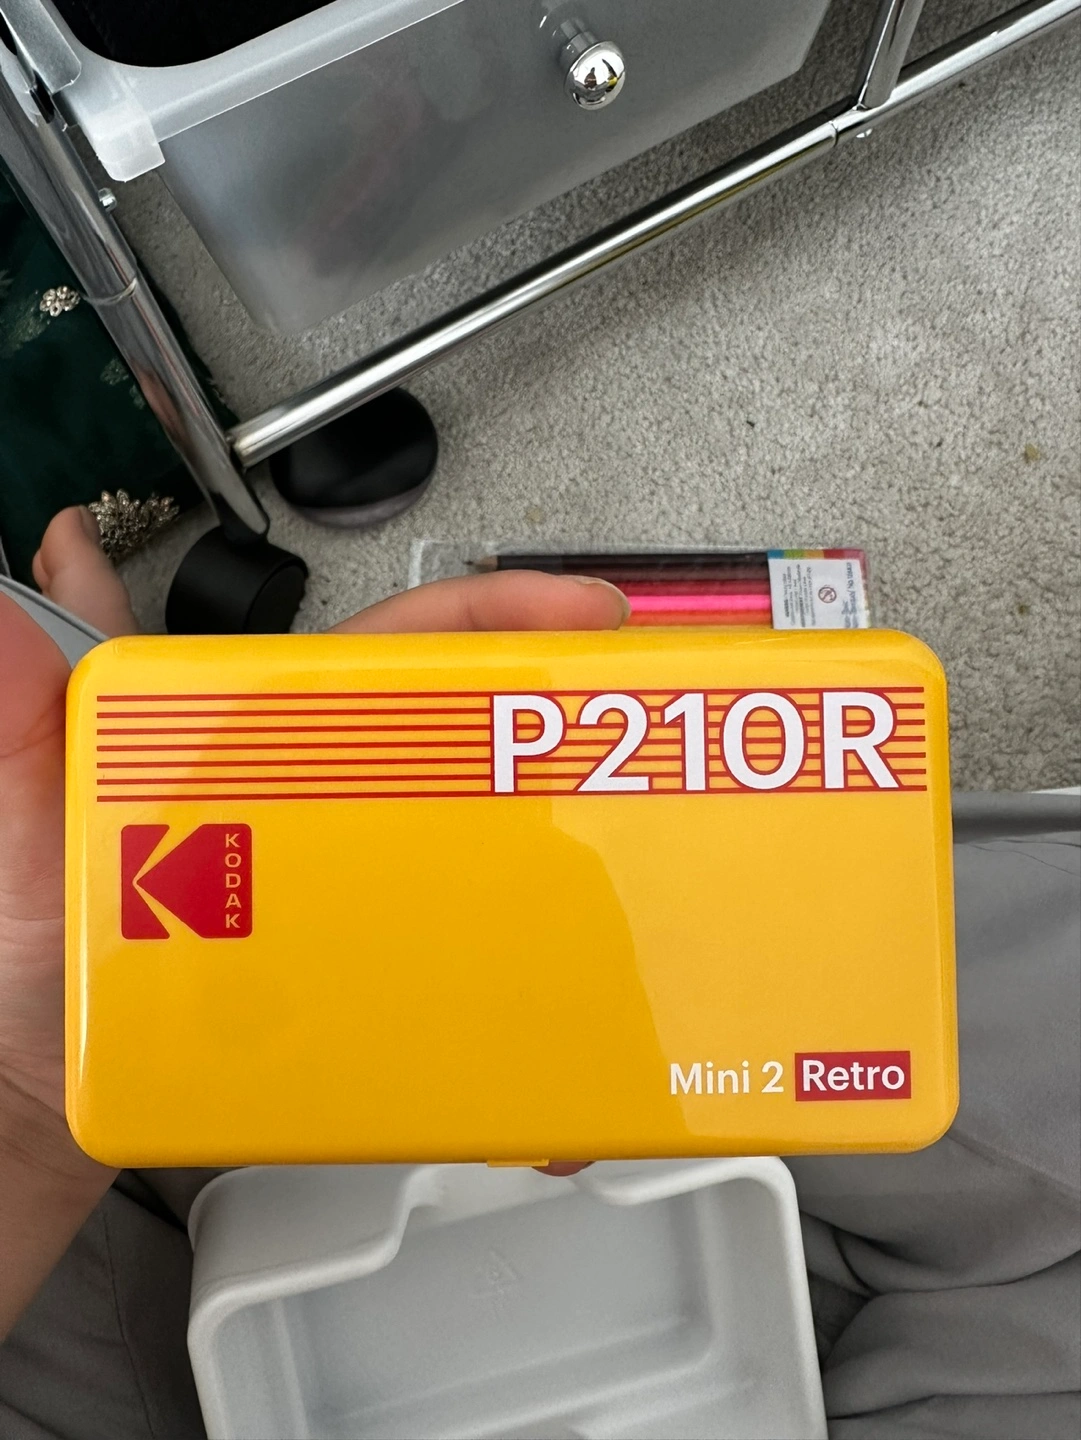 P210R
KODAK
Mini 2 Retro